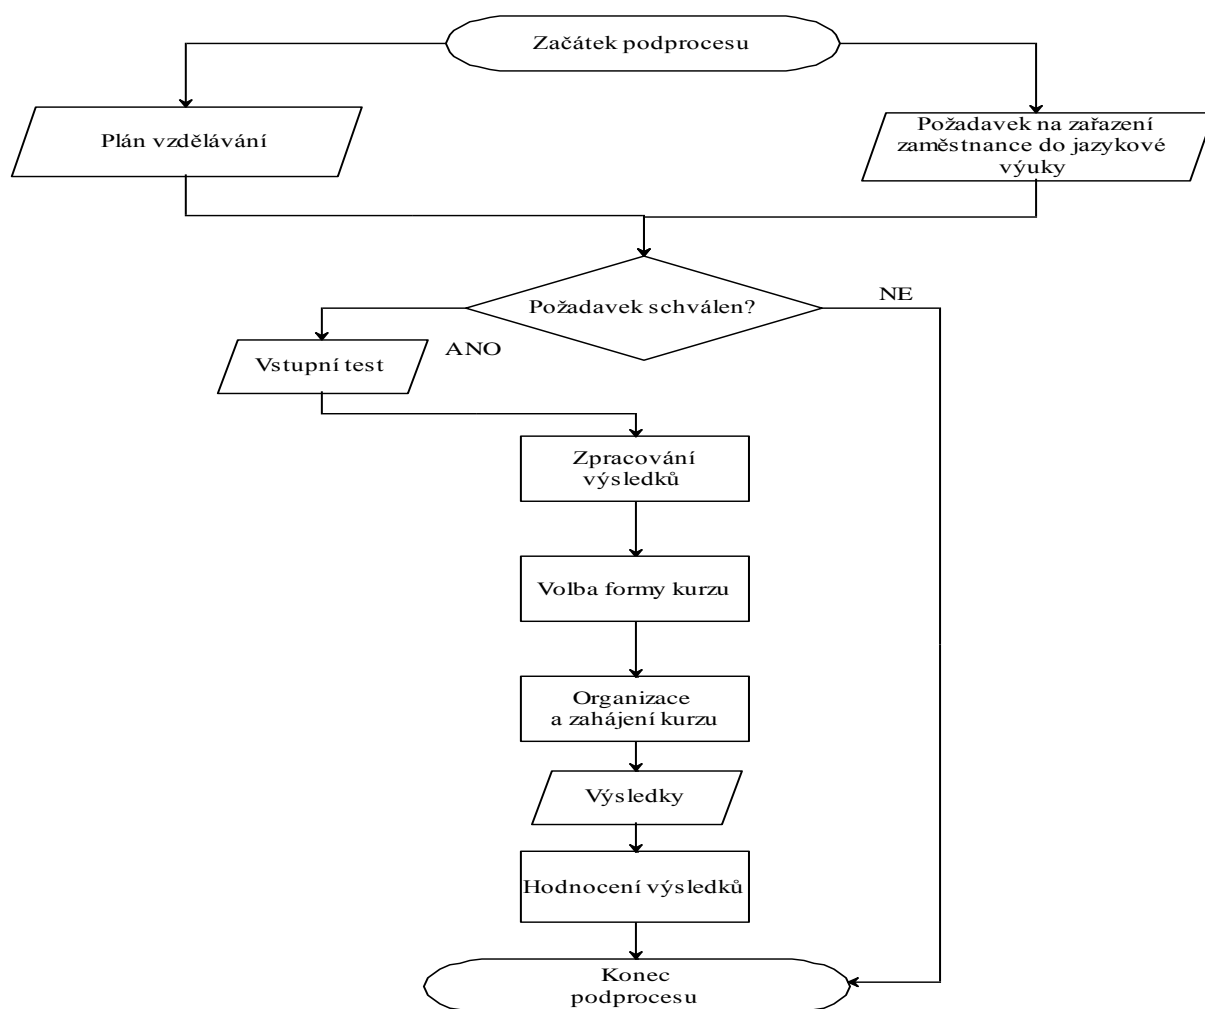 Začátek podprocesu
Plán vzdělávání
Požadavek na zařazení
zaměstnance do jazykové
výuky
Požadavek schválen?
NE
ANO
Vstupní test
Zpracování
výsledků
Volba formy kurzu
Organizace
a zahájení kurzu
Výsledky
Hodnocení výsledků
Konec
podprocesu